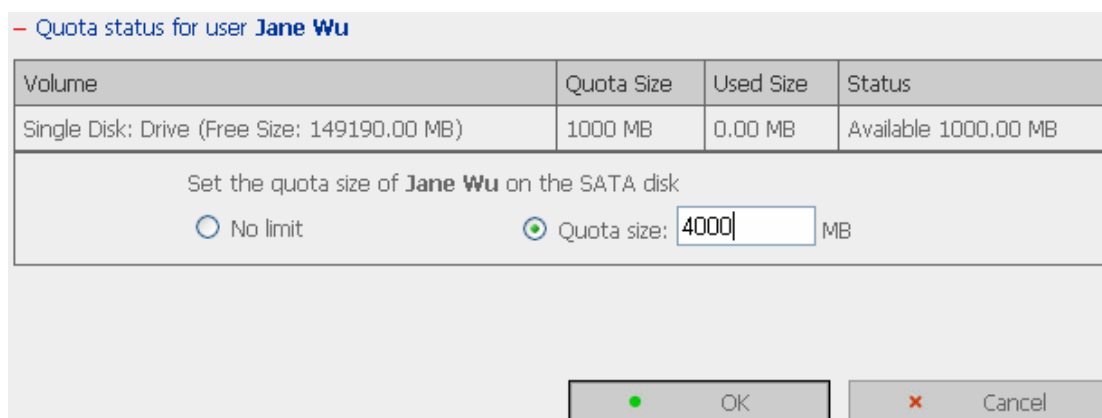 – Quota status for user Jane Wu
Volume Quota Size Used Size Status
Single Disk: Drive (Free Size: 149190.00 MB) 1000 MB 0.00 MB Available 1000.00 MB
Set the quota size of Jane Wu on the SATA disk
No limit Quota size: 4000 MB
OK Cancel